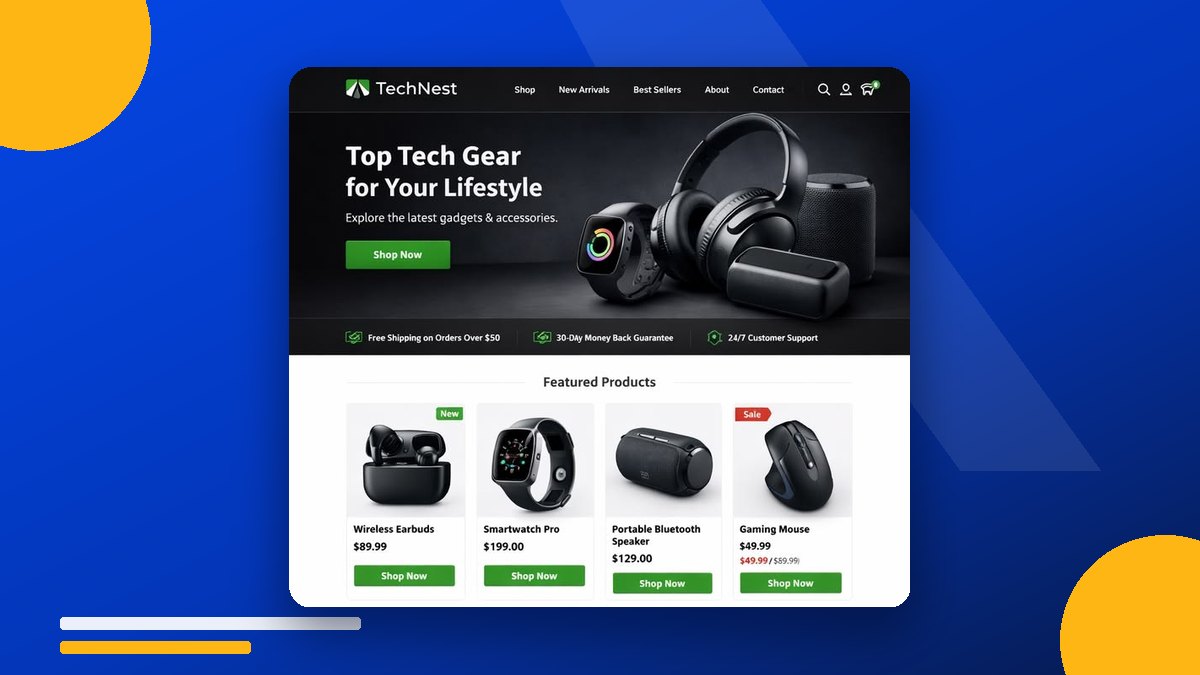 TechNest
Shop New Arrivals Best Sellers About Contact
Top Tech Gear
for Your Lifestyle
Explore the latest gadgets & accessories.
Shop Now
Free Shipping on Orders Over $50 30-DAy Money Back Guarantee 24/7 Customer Support
Featured Products
New
Sale
Wireless Earbuds
$89.99
Shop Now
Smartwatch Pro
$199.00
Shop Now
Portable Bluetooth
Speaker
$129.00
Shop Now
Gaming Mouse
$49.99
$49.99 / $89.99)
Shop Now